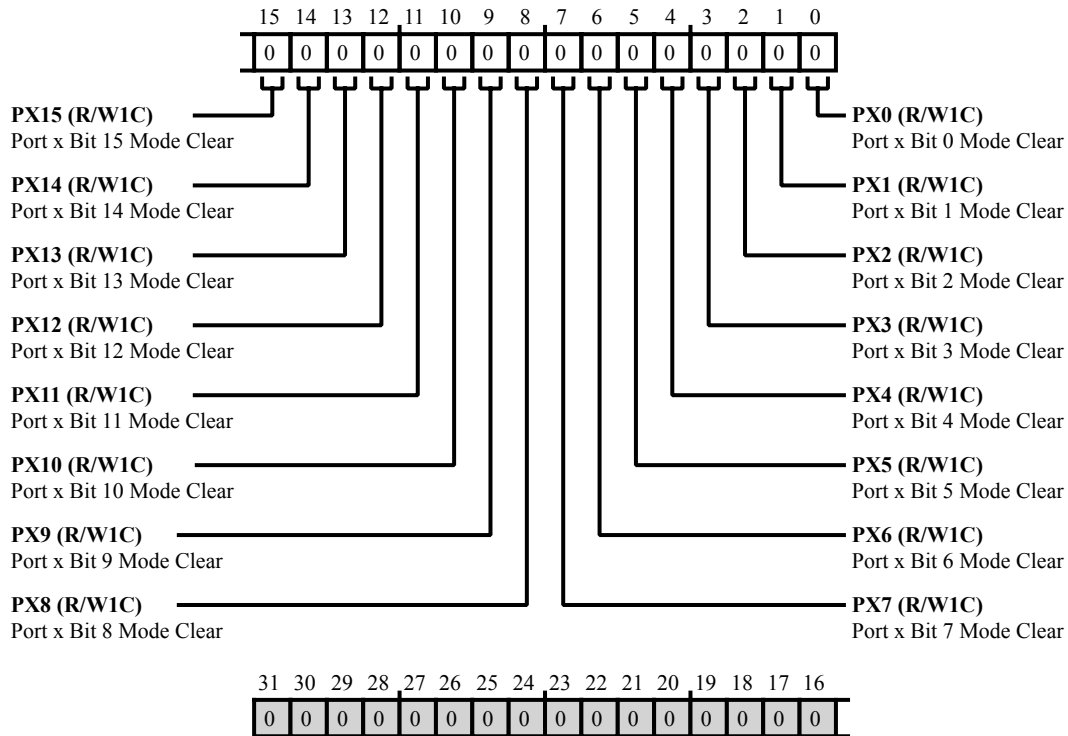 15 14 13 12 11 10 9 8 7 6 5 4 3 2 1 0
0 0 0 0 0 0 0 0 0 0 0 0 0 0 0 0
PX15 (R/W1C)
Port x Bit 15 Mode Clear
PX14 (R/W1C)
Port x Bit 14 Mode Clear
PX13 (R/W1C)
Port x Bit 13 Mode Clear
PX12 (R/W1C)
Port x Bit 12 Mode Clear
PX11 (R/W1C)
Port x Bit 11 Mode Clear
PX10 (R/W1C)
Port x Bit 10 Mode Clear
PX9 (R/W1C)
Port x Bit 9 Mode Clear
PX8 (R/W1C)
Port x Bit 8 Mode Clear
PX0 (R/W1C)
Port x Bit 0 Mode Clear
PX1 (R/W1C)
Port x Bit 1 Mode Clear
PX2 (R/W1C)
Port x Bit 2 Mode Clear
PX3 (R/W1C)
Port x Bit 3 Mode Clear
PX4 (R/W1C)
Port x Bit 4 Mode Clear
PX5 (R/W1C)
Port x Bit 5 Mode Clear
PX6 (R/W1C)
Port x Bit 6 Mode Clear
PX7 (R/W1C)
Port x Bit 7 Mode Clear
31 30 29 28 27 26 25 24 23 22 21 20 19 18 17 16
0 0 0 0 0 0 0 0 0 0 0 0 0 0 0 0